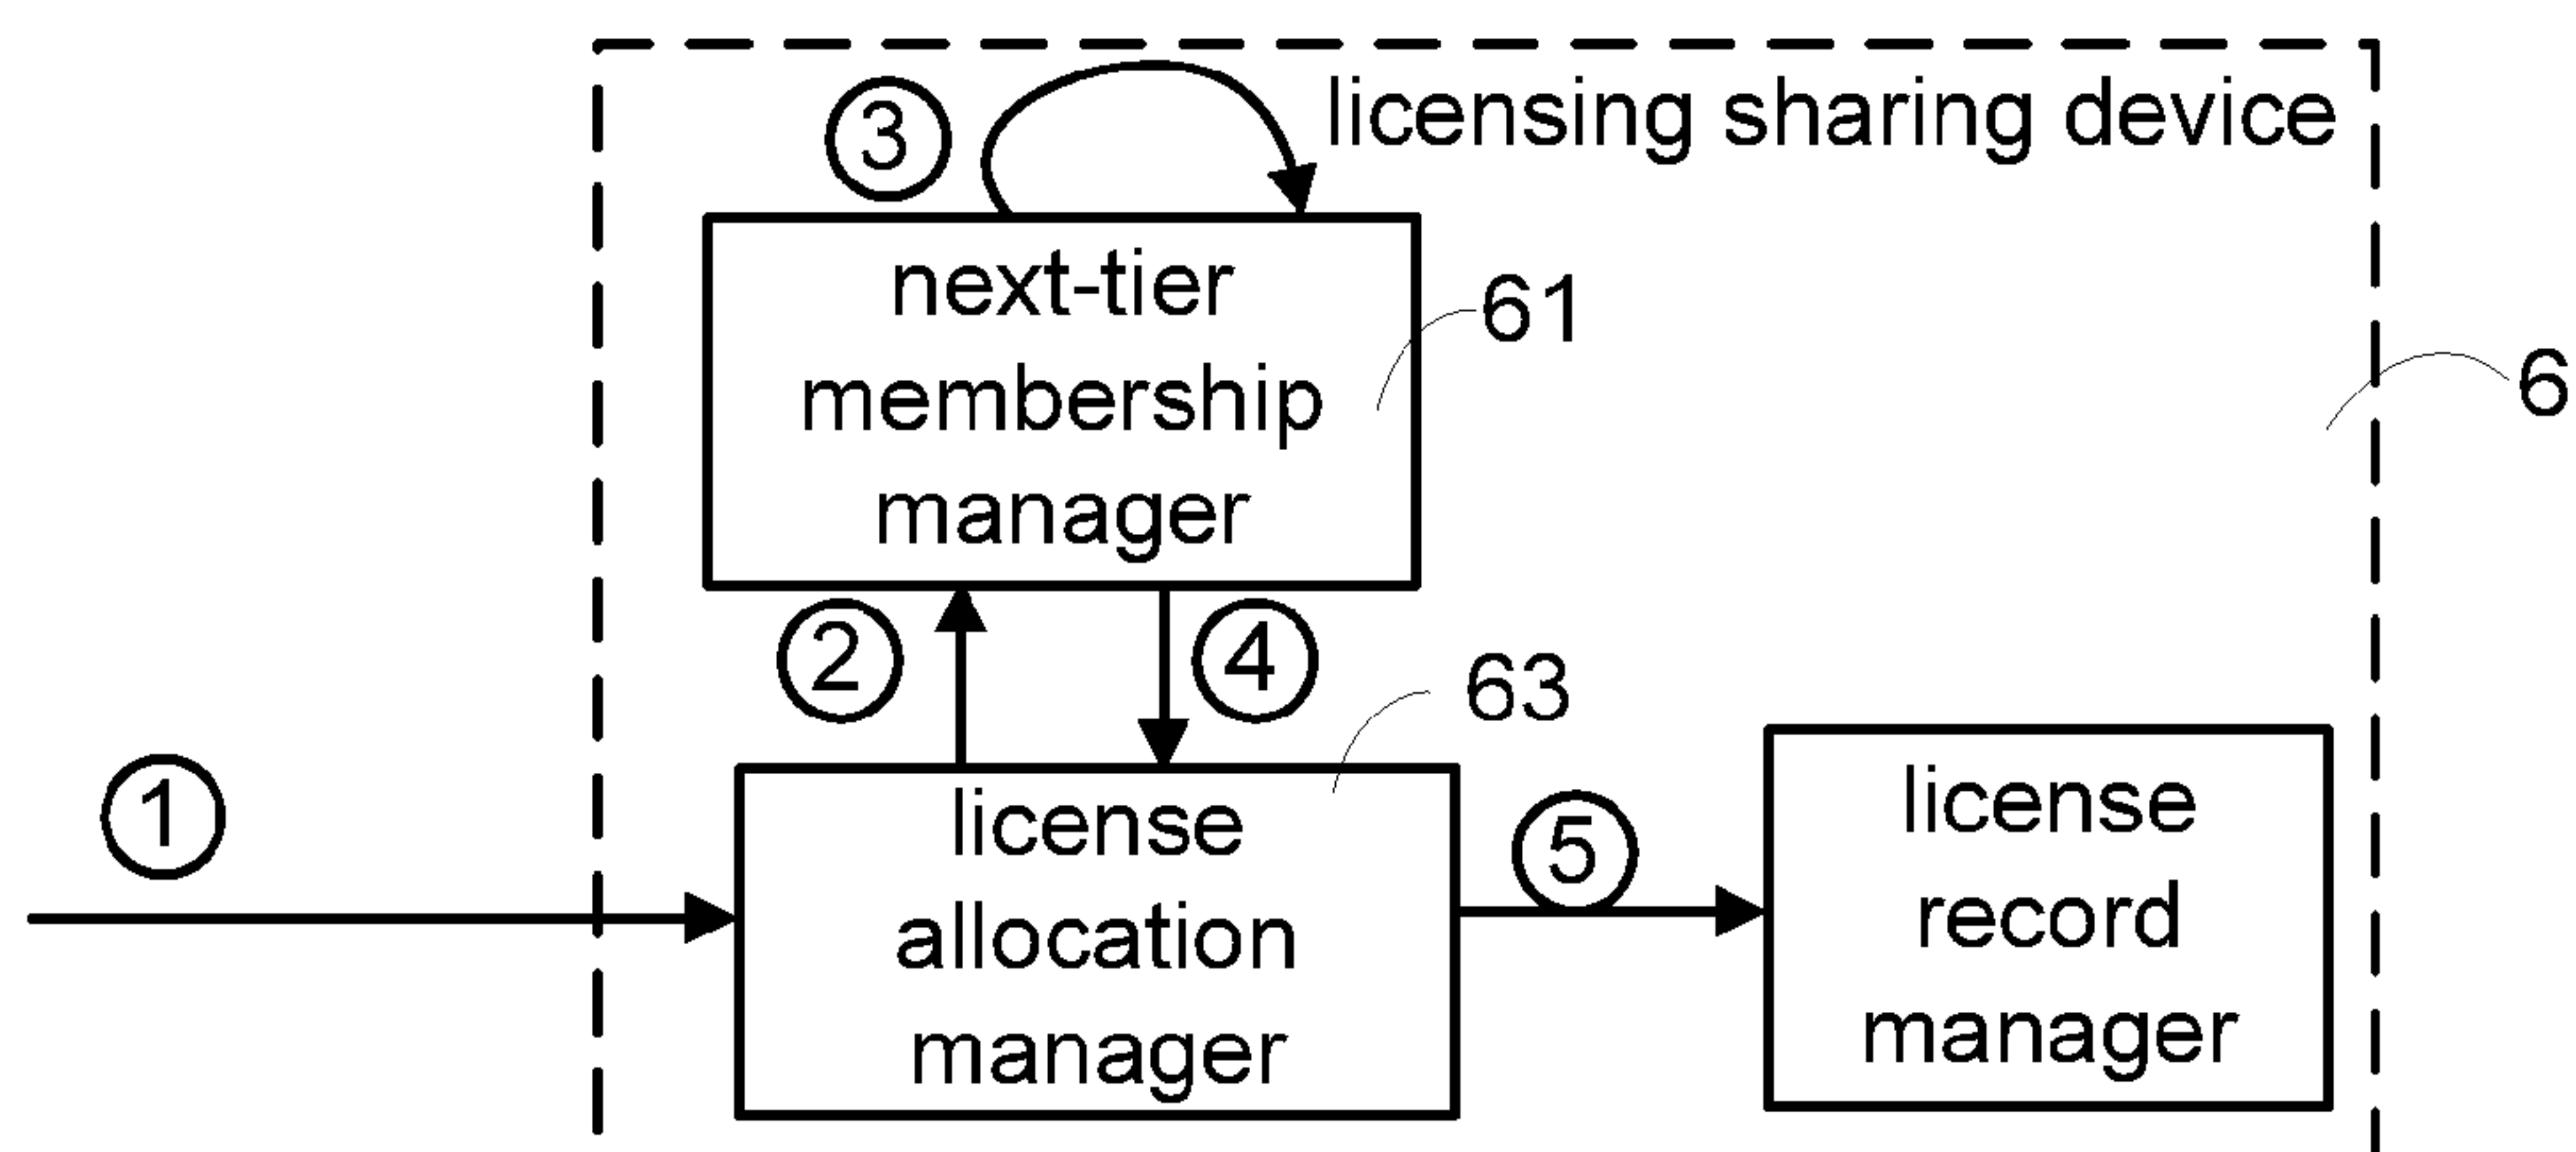 licensing sharing device
3
next-tier
membership
manager
61
6
2
4
63
1
license
allocation
manager
5
license
record
manager